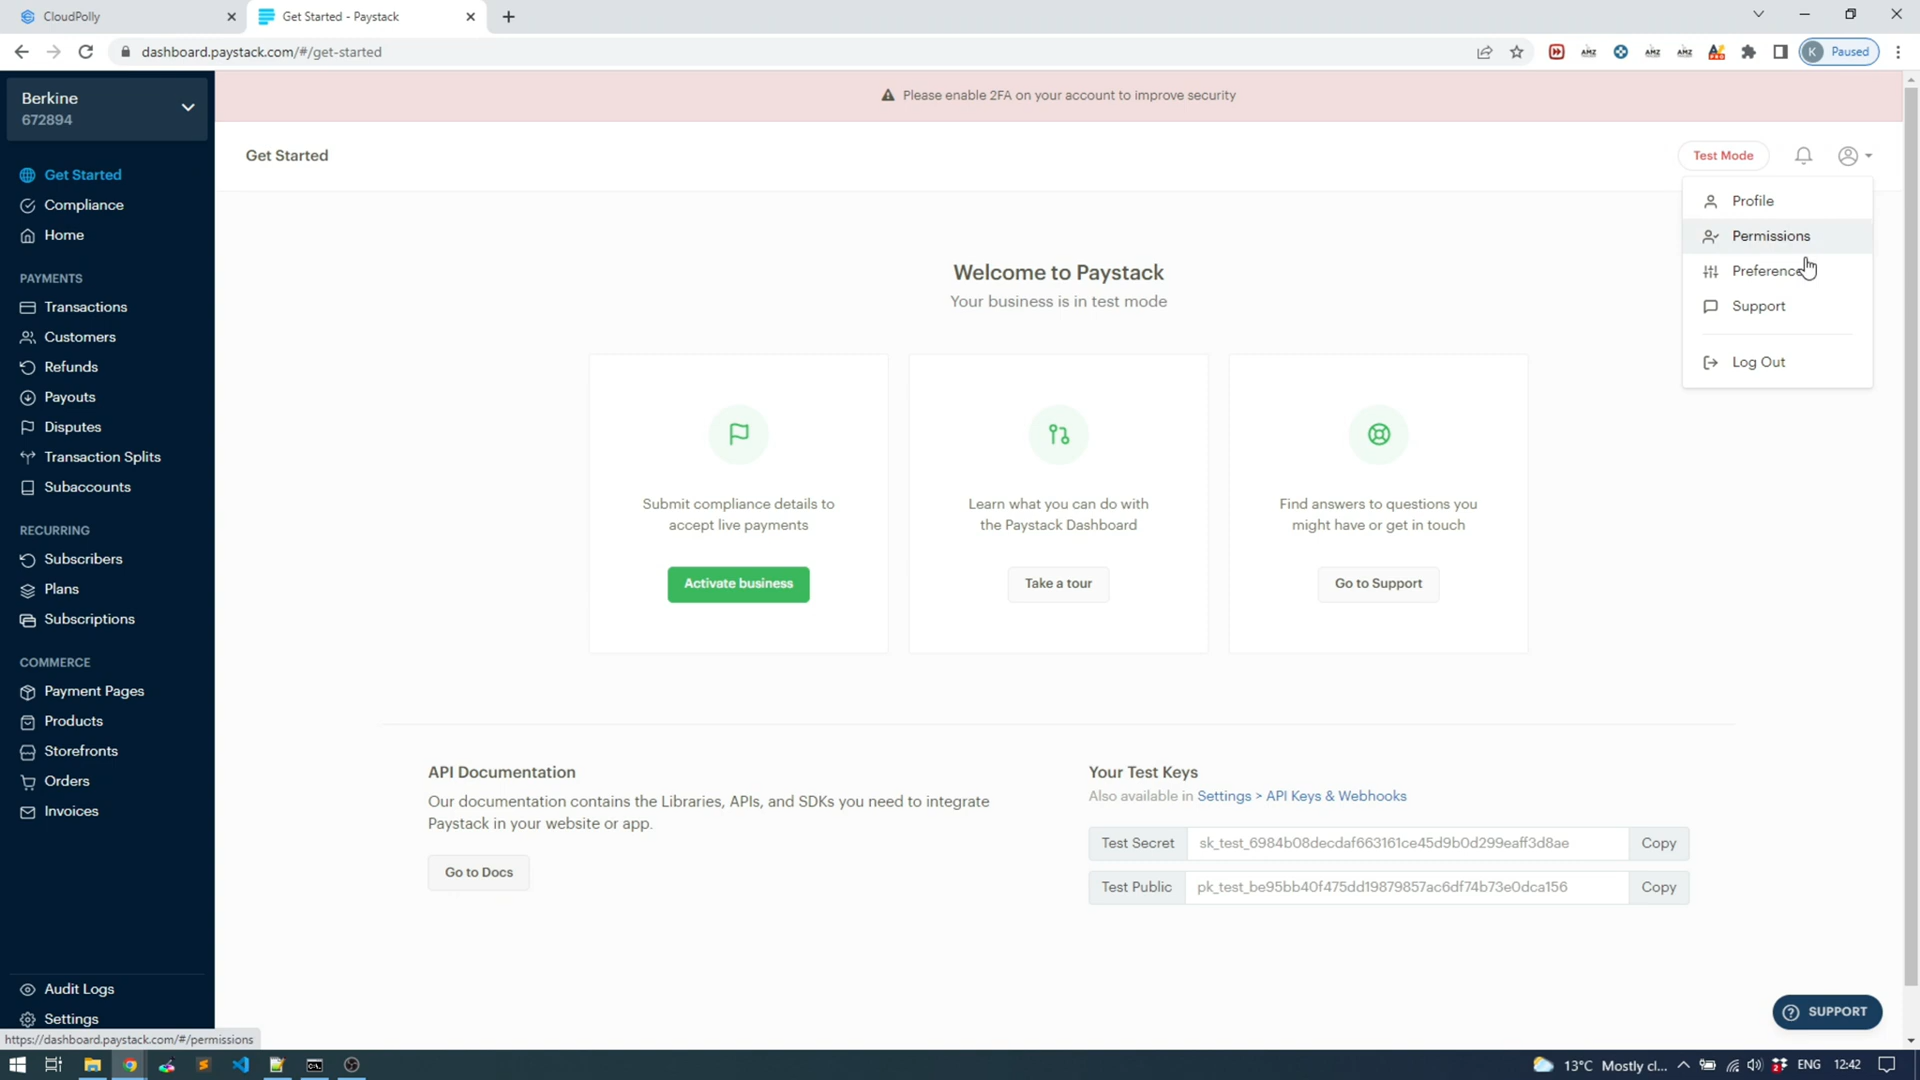 CloudPolly
Get Started - Paystack
dashboard.paystack.com/#/get-started
K Paused
Berkine
672894
Please enable 2FA on your account to improve security
Get Started
Test Mode
Get Started
Compliance
Home
PAYMENTS
Transactions
Customers
Refunds
Payouts
Disputes
Transaction Splits
Subaccounts
RECURRING
Subscribers
Plans
Subscriptions
COMMERCE
Payment Pages
Products
Storefronts
Orders
Invoices
Audit Logs
Settings
Profile
Permissions
Preferenc
Support
Log Out
Welcome to Paystack
Your business is in test mode
Submit compliance details to
accept live payments
Activate business
Learn what you can do with
the Paystack Dashboard
Take a tour
Find answers to questions you
might have or get in touch
Go to Support
API Documentation
Our documentation contains the Libraries, APIs, and SDKs you need to integrate
Paystack in your website or app.
Go to Docs
Your Test Keys
Also available in Settings > API Keys & Webhooks
Test Secret sk_test_6984b08decdaf663161ce45d9b0d299eaff3d8ae Copy
Test Public pk_test_be95bb40f475dd19879857ac6df74b73e0dca156 Copy
SUPPORT
https://dashboard.paystack.com/#/permissions
13°C Mostly cl... ENG 12:42